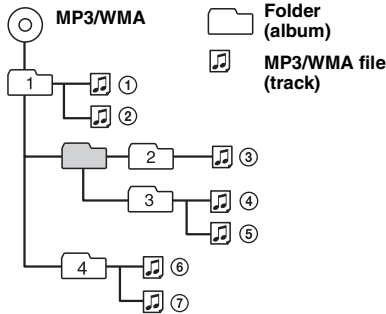 MP3/WMA
Folder
(album)
MP3/WMA file
(track)
1
①
②
2
③
3
④
⑤
4
⑥
⑦